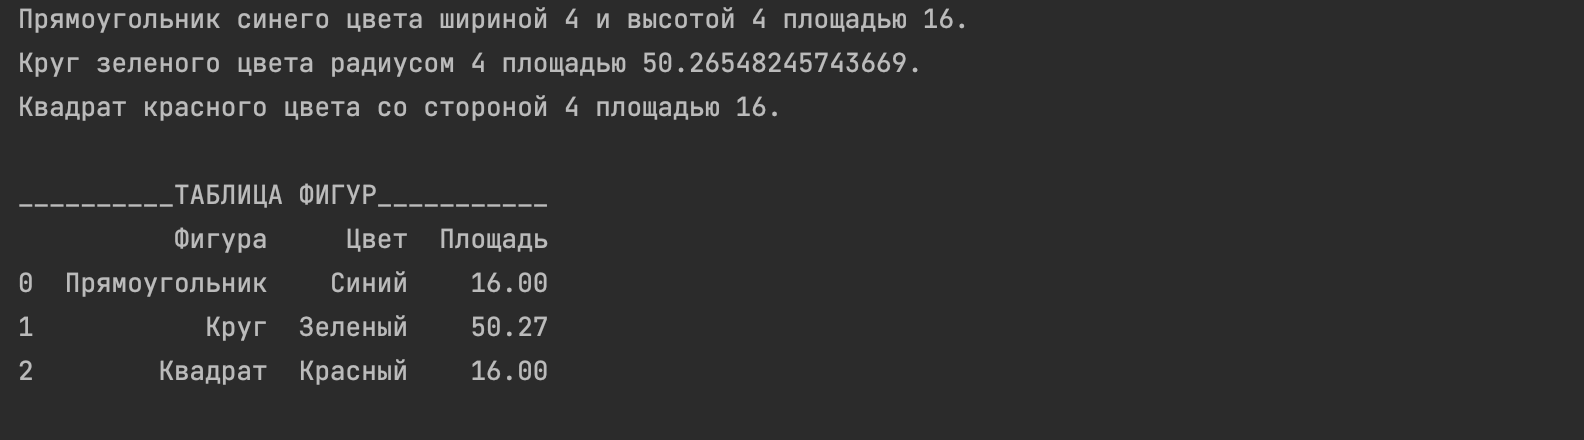 Прямоугольник синего цвета шириной 4 и высотой 4 площадью 16.
Круг зеленого цвета радиусом 4 площадью 50.26548245743669.
Квадрат красного цвета со стороной 4 площадью 16.
__________ТАБЛИЦА ФИГУР___________
Фигура Цвет Площадь
0 Прямоугольник Синий 16.00
1 Круг Зеленый 50.27
2 Квадрат Красный 16.00